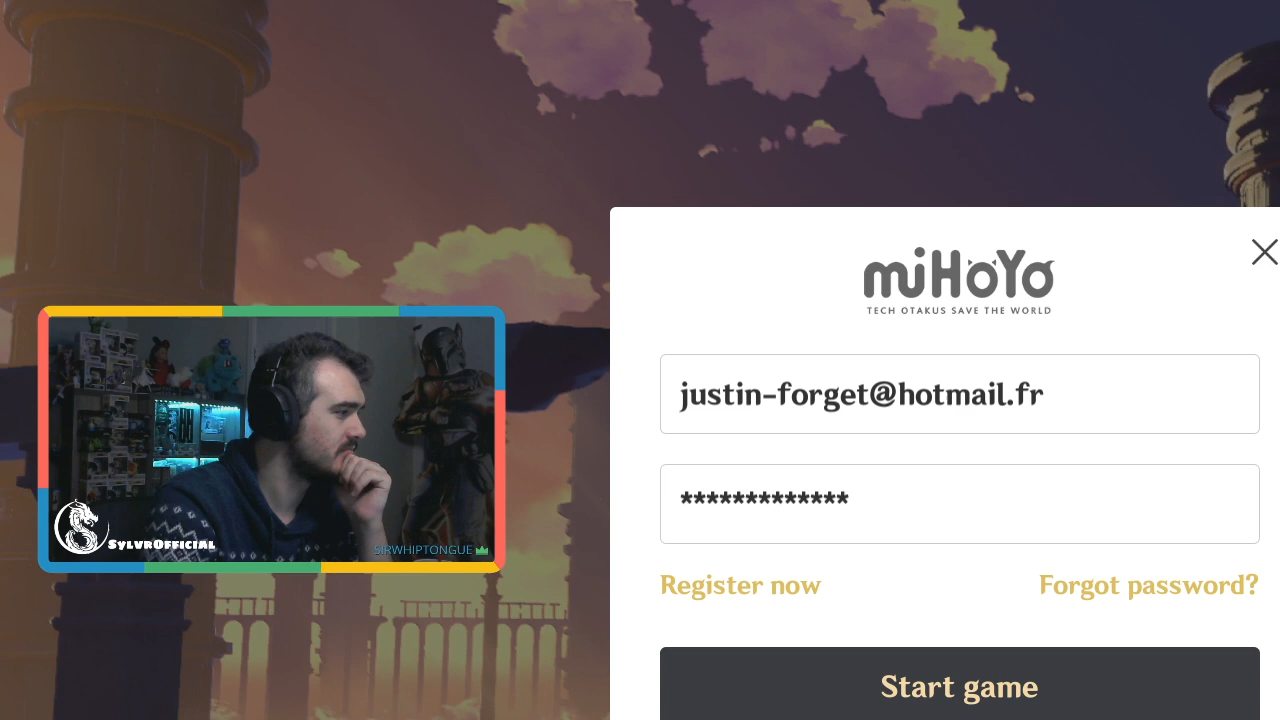 miHoYo
TECH OTAKUS SAVE THE WORLD
justin-forget@hotmail.fr
*************
Register now
Forgot password?
Start game
SylvrOfficial
SIRWHIPTONGUE